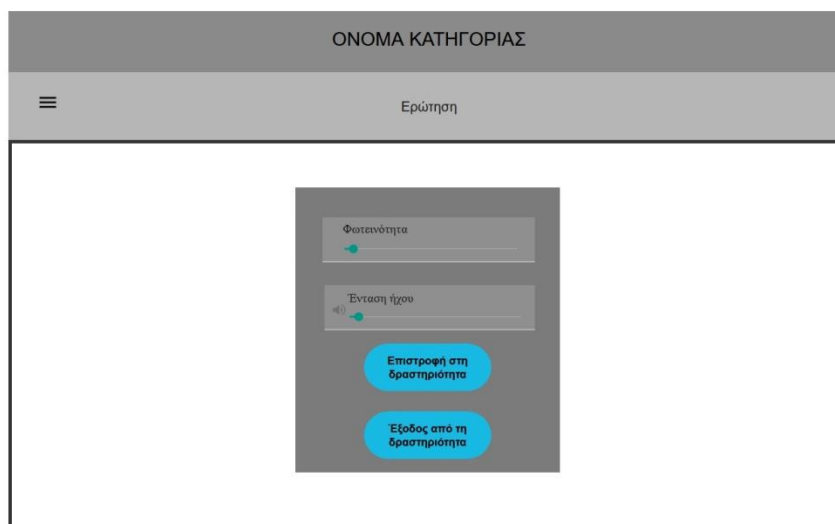 ΟΝΟΜΑ ΚΑΤΗΓΟΡΙΑΣ
Ερώτηση
Φωτεινότητα
Ένταση ήχου
Επιστροφή στη
δραστηριότητα
Έξοδος από τη
δραστηριότητα